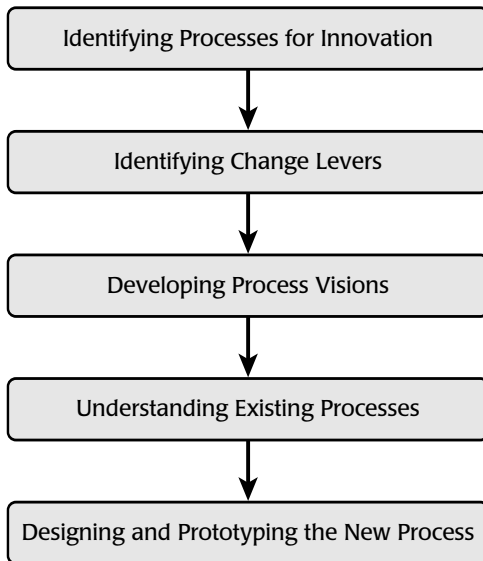 Identifying Processes for Innovation
Identifying Change Levers
Developing Process Visions
Understanding Existing Processes
Designing and Prototyping the New Process